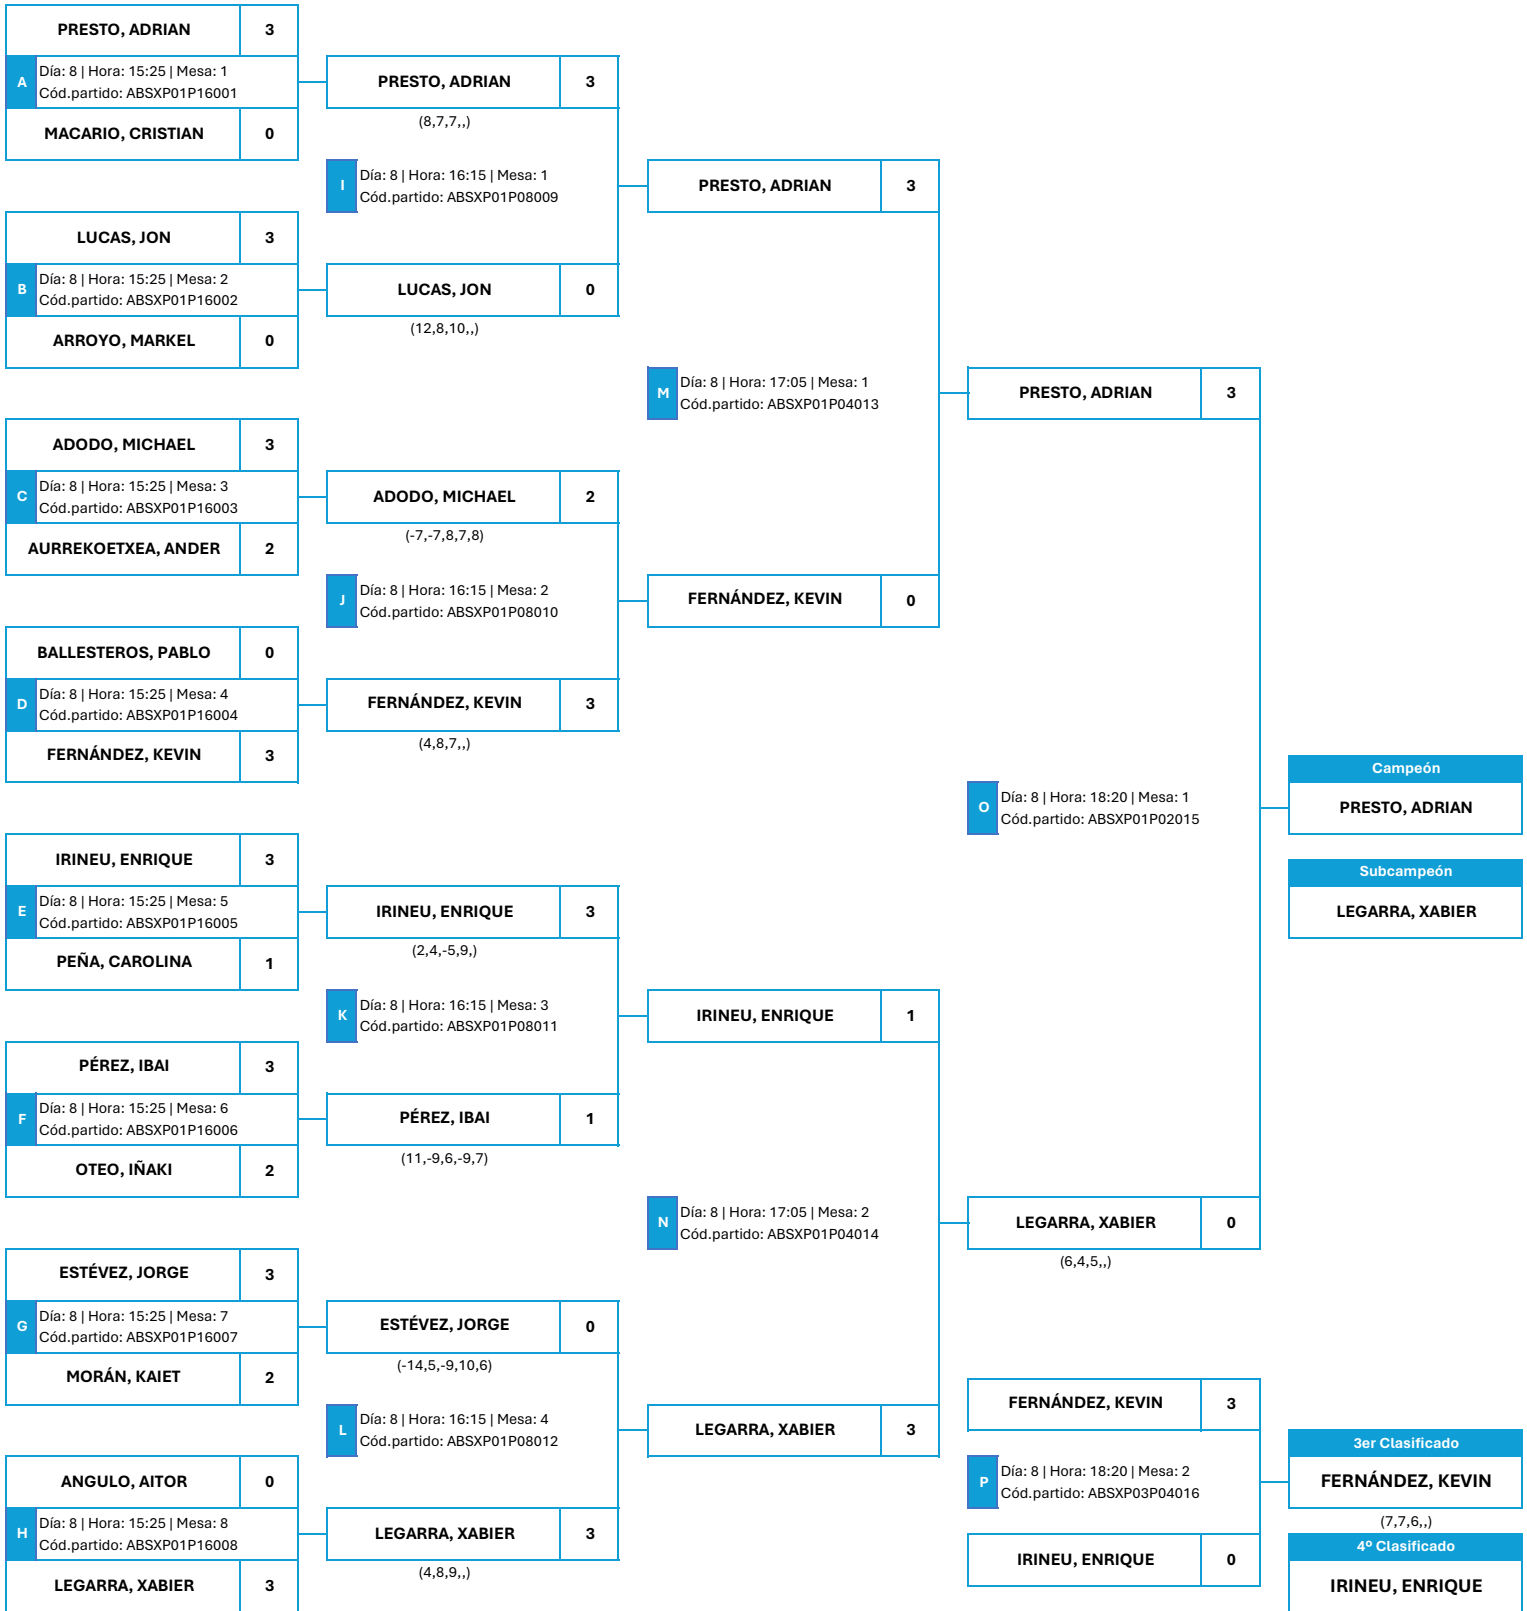 PRESTO, ADRIAN 3
A Día: 8 | Hora: 15:25 | Mesa: 1
Cód.partido: ABSXP01P16001
MACARIO, CRISTIAN 0
LUCAS, JON 3
B Día: 8 | Hora: 15:25 | Mesa: 2
Cód.partido: ABSXP01P16002
ARROYO, MARKEL 0
ADODO, MICHAEL 3
C Día: 8 | Hora: 15:25 | Mesa: 3
Cód.partido: ABSXP01P16003
AURREKOETXEA, ANDER 2
BALLESTEROS, PABLO 0
D Día: 8 | Hora: 15:25 | Mesa: 4
Cód.partido: ABSXP01P16004
FERNÁNDEZ, KEVIN 3
IRINEU, ENRIQUE 3
E Día: 8 | Hora: 15:25 | Mesa: 5
Cód.partido: ABSXP01P16005
PEÑA, CAROLINA 1
PÉREZ, IBAI 3
F Día: 8 | Hora: 15:25 | Mesa: 6
Cód.partido: ABSXP01P16006
OTEO, IÑAKI 2
ESTÉVEZ, JORGE 3
G Día: 8 | Hora: 15:25 | Mesa: 7
Cód.partido: ABSXP01P16007
MORÁN, KAIET 2
ANGULO, AITOR 0
H Día: 8 | Hora: 15:25 | Mesa: 8
Cód.partido: ABSXP01P16008
LEGARRA, XABIER 3
PRESTO, ADRIAN 3
(8,7,7,,)
I Día: 8 | Hora: 16:15 | Mesa: 1
Cód.partido: ABSXP01P08009
LUCAS, JON 0
(12,8,10,,)
ADODO, MICHAEL 2
(-7,-7,8,7,8)
J Día: 8 | Hora: 16:15 | Mesa: 2
Cód.partido: ABSXP01P08010
FERNÁNDEZ, KEVIN 3
(4,8,7,,)
IRINEU, ENRIQUE 3
(2,4,-5,9,)
K Día: 8 | Hora: 16:15 | Mesa: 3
Cód.partido: ABSXP01P08011
PÉREZ, IBAI 1
(11,-9,6,-9,7)
ESTÉVEZ, JORGE 0
(-14,5,-9,10,6)
L Día: 8 | Hora: 16:15 | Mesa: 4
Cód.partido: ABSXP01P08012
LEGARRA, XABIER 3
(4,8,9,,)
PRESTO, ADRIAN 3
M Día: 8 | Hora: 17:05 | Mesa: 1
Cód.partido: ABSXP01P04013
FERNÁNDEZ, KEVIN 0
IRINEU, ENRIQUE 1
N Día: 8 | Hora: 17:05 | Mesa: 2
Cód.partido: ABSXP01P04014
LEGARRA, XABIER 3
PRESTO, ADRIAN 3
O Día: 8 | Hora: 18:20 | Mesa: 1
Cód.partido: ABSXP01P02015
LEGARRA, XABIER 0
(6,4,5,,)
FERNÁNDEZ, KEVIN 3
P Día: 8 | Hora: 18:20 | Mesa: 2
Cód.partido: ABSXP03P04016
IRINEU, ENRIQUE 0
Campeón
PRESTO, ADRIAN
Subcampeón
LEGARRA, XABIER
3er Clasificado
FERNÁNDEZ, KEVIN
(7,7,6,,)
4º Clasificado
IRINEU, ENRIQUE